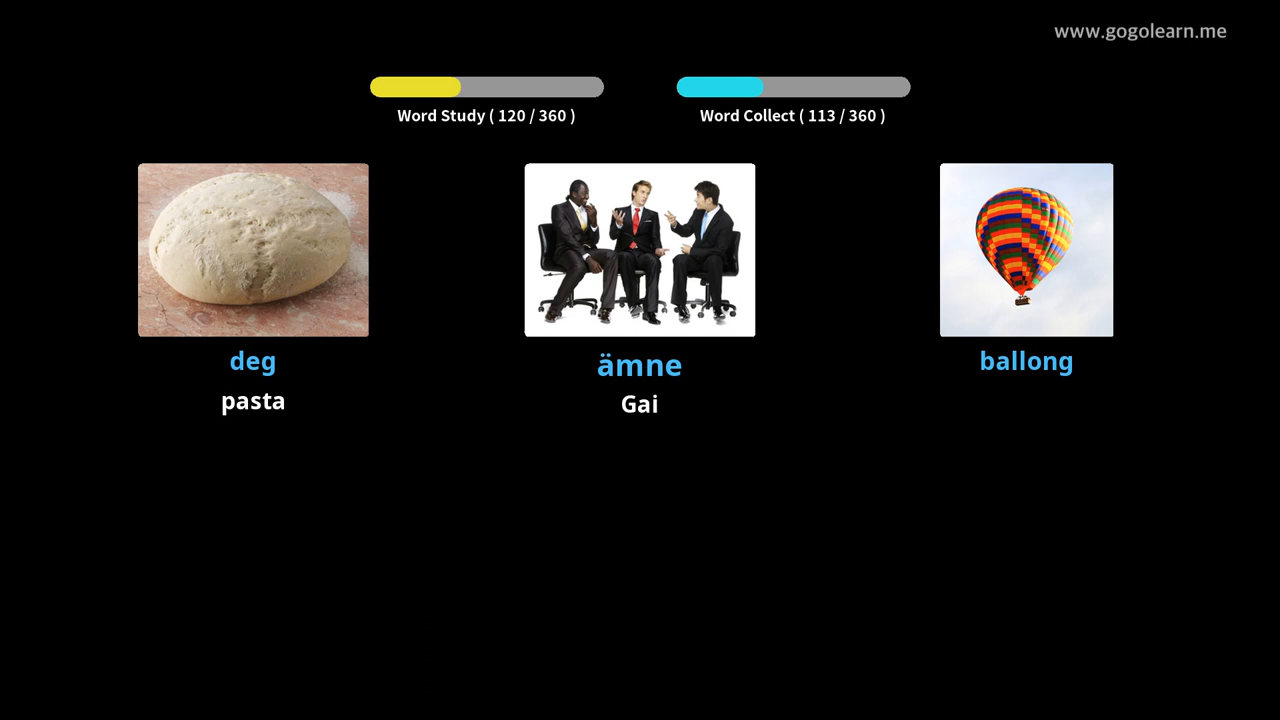 www.gogolearn.me
Word Study ( 120 / 360 )
Word Collect ( 113 / 360 )
deg
pasta
ämne
Gai
ballong